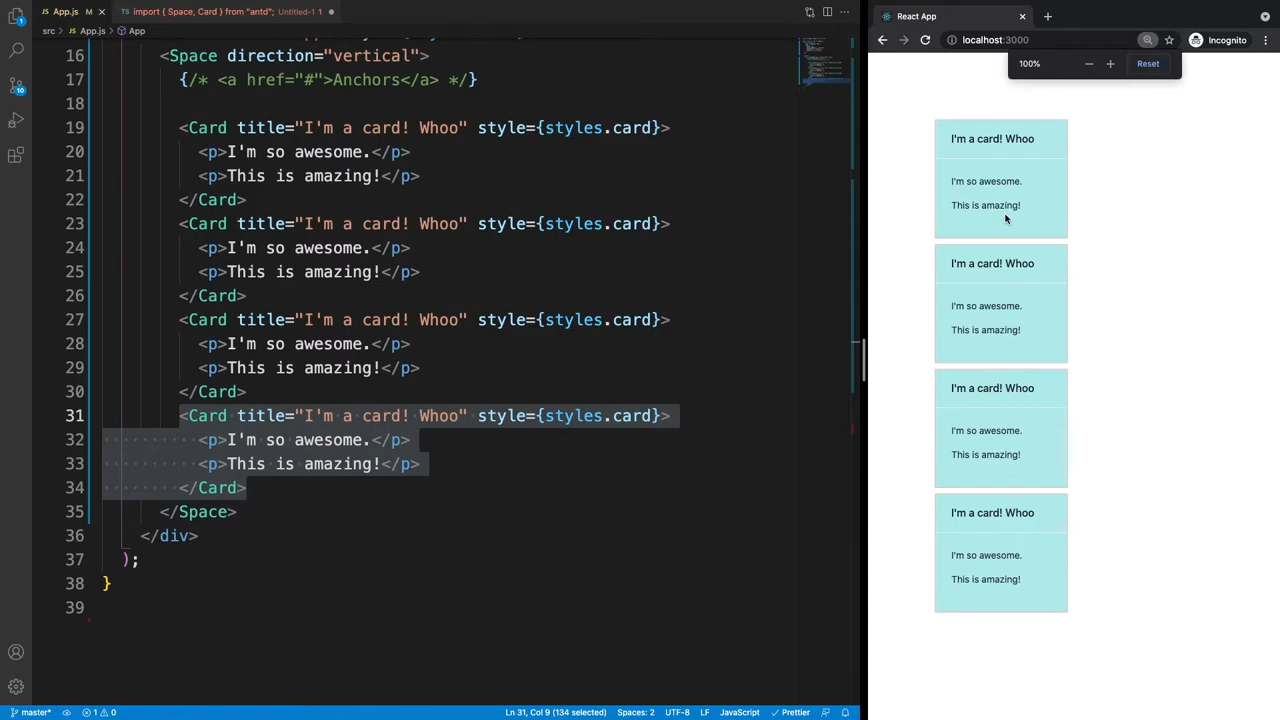 App.js M
import { Space, Card } from "antd"; Untitled-1 1
src > App.js > App
16 <Space direction="vertical">
17 {/* <a href="#">Anchors</a> */}
18
19 <Card title="I'm a card! Whoo" style={styles.card}>
20 <p>I'm so awesome.</p>
21 <p>This is amazing!</p>
22 </Card>
23 <Card title="I'm a card! Whoo" style={styles.card}>
24 <p>I'm so awesome.</p>
25 <p>This is amazing!</p>
26 </Card>
27 <Card title="I'm a card! Whoo" style={styles.card}>
28 <p>I'm so awesome.</p>
29 <p>This is amazing!</p>
30 </Card>
31 <Card title="I'm a card! Whoo" style={styles.card}>
32 <p>I'm so awesome.</p>
33 <p>This is amazing!</p>
34 </Card>
35 </Space>
36 </div>
37 );
38 }
39
1
10
master* 1 0
Ln 31, Col 9 (134 selected) Spaces: 2 UTF-8 LF JavaScript Prettier
React App
localhost:3000 Incognito
100% Reset
I'm a card! Whoo
I'm so awesome.
This is amazing!
I'm a card! Whoo
I'm so awesome.
This is amazing!
I'm a card! Whoo
I'm so awesome.
This is amazing!
I'm a card! Whoo
I'm so awesome.
This is amazing!